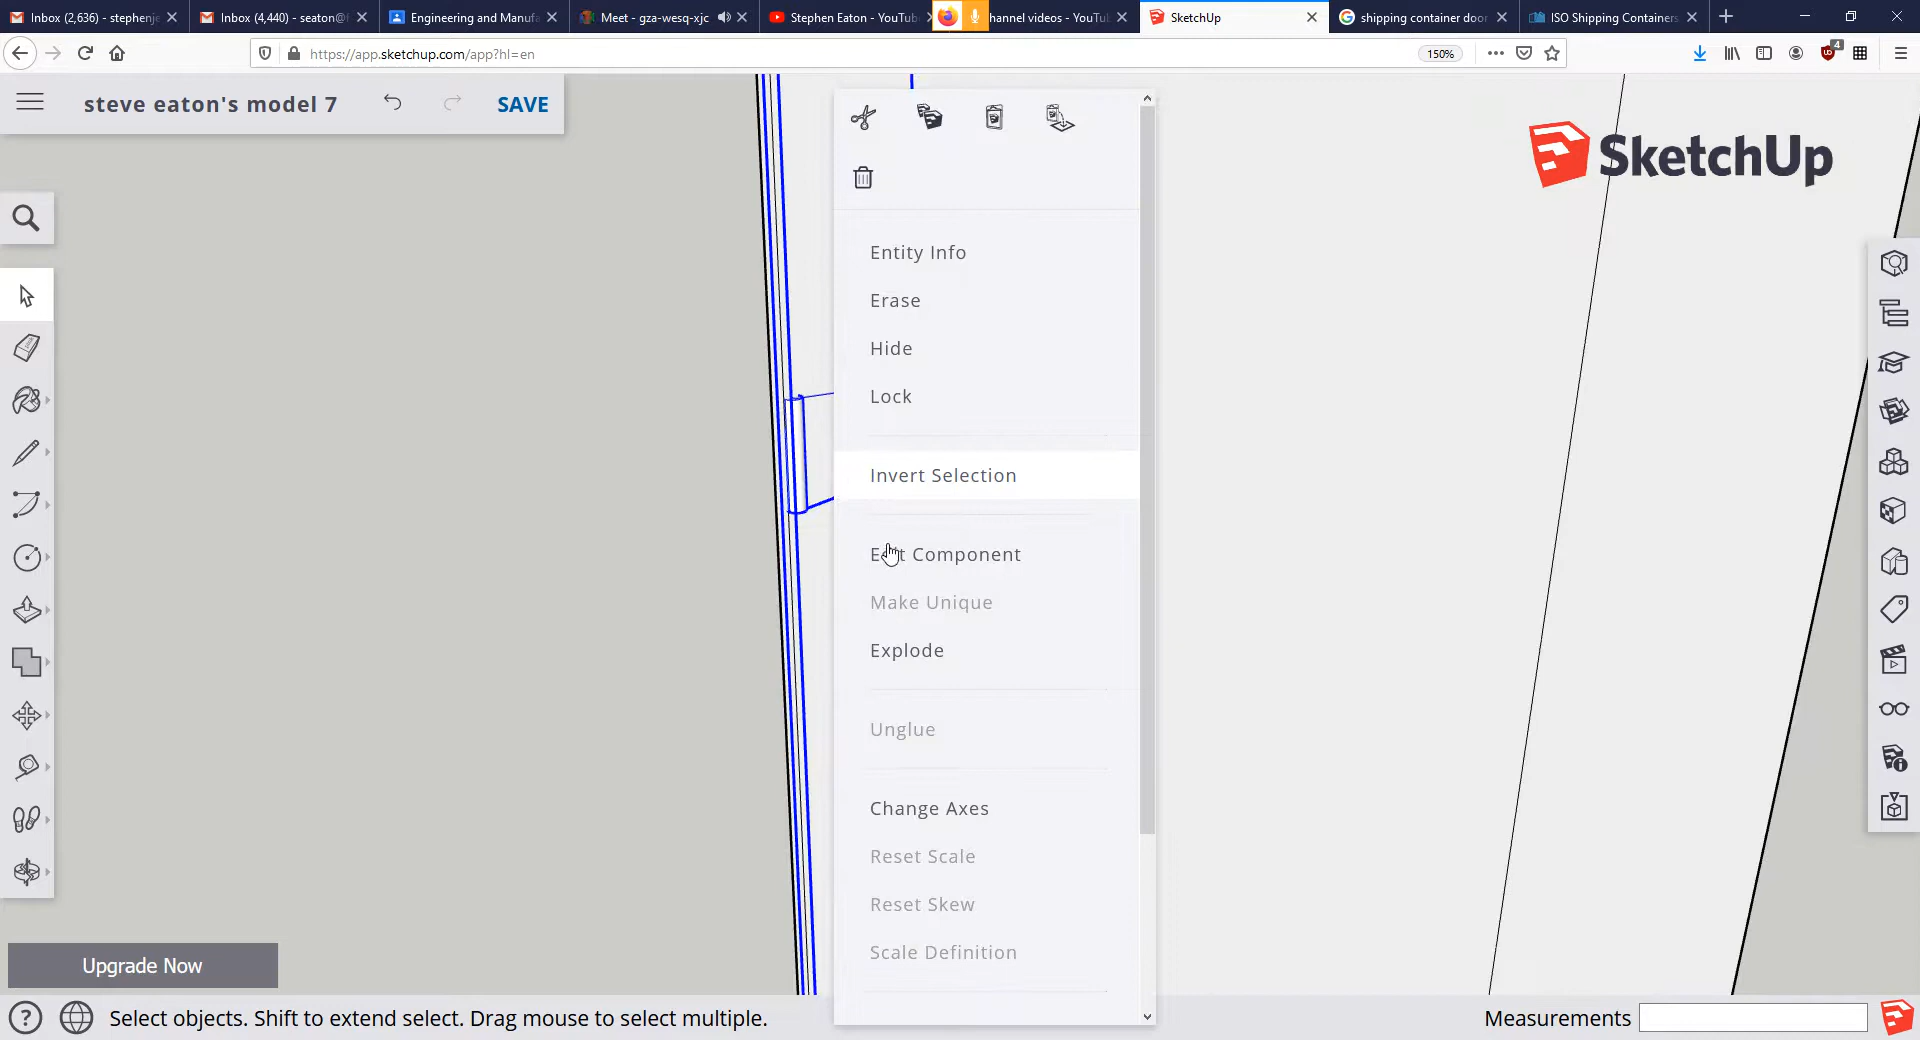 Inbox (2,636) - stephenje
Inbox (4,440) - seaton@f
Engineering and Manufa
Meet - gza-wesq-xjc
Stephen Eaton - YouTub
hannel videos - YouTu
SketchUp
shipping container door
ISO Shipping Containers
https://app.sketchup.com/app?hl=en
150%
4
steve eaton's model 7
SAVE
SketchUp
Entity Info
Erase
Hide
Lock
Invert Selection
Edit Component
Make Unique
Explode
Unglue
Change Axes
Reset Scale
Reset Skew
Scale Definition
Upgrade Now
Select objects. Shift to extend select. Drag mouse to select multiple.
Measurements